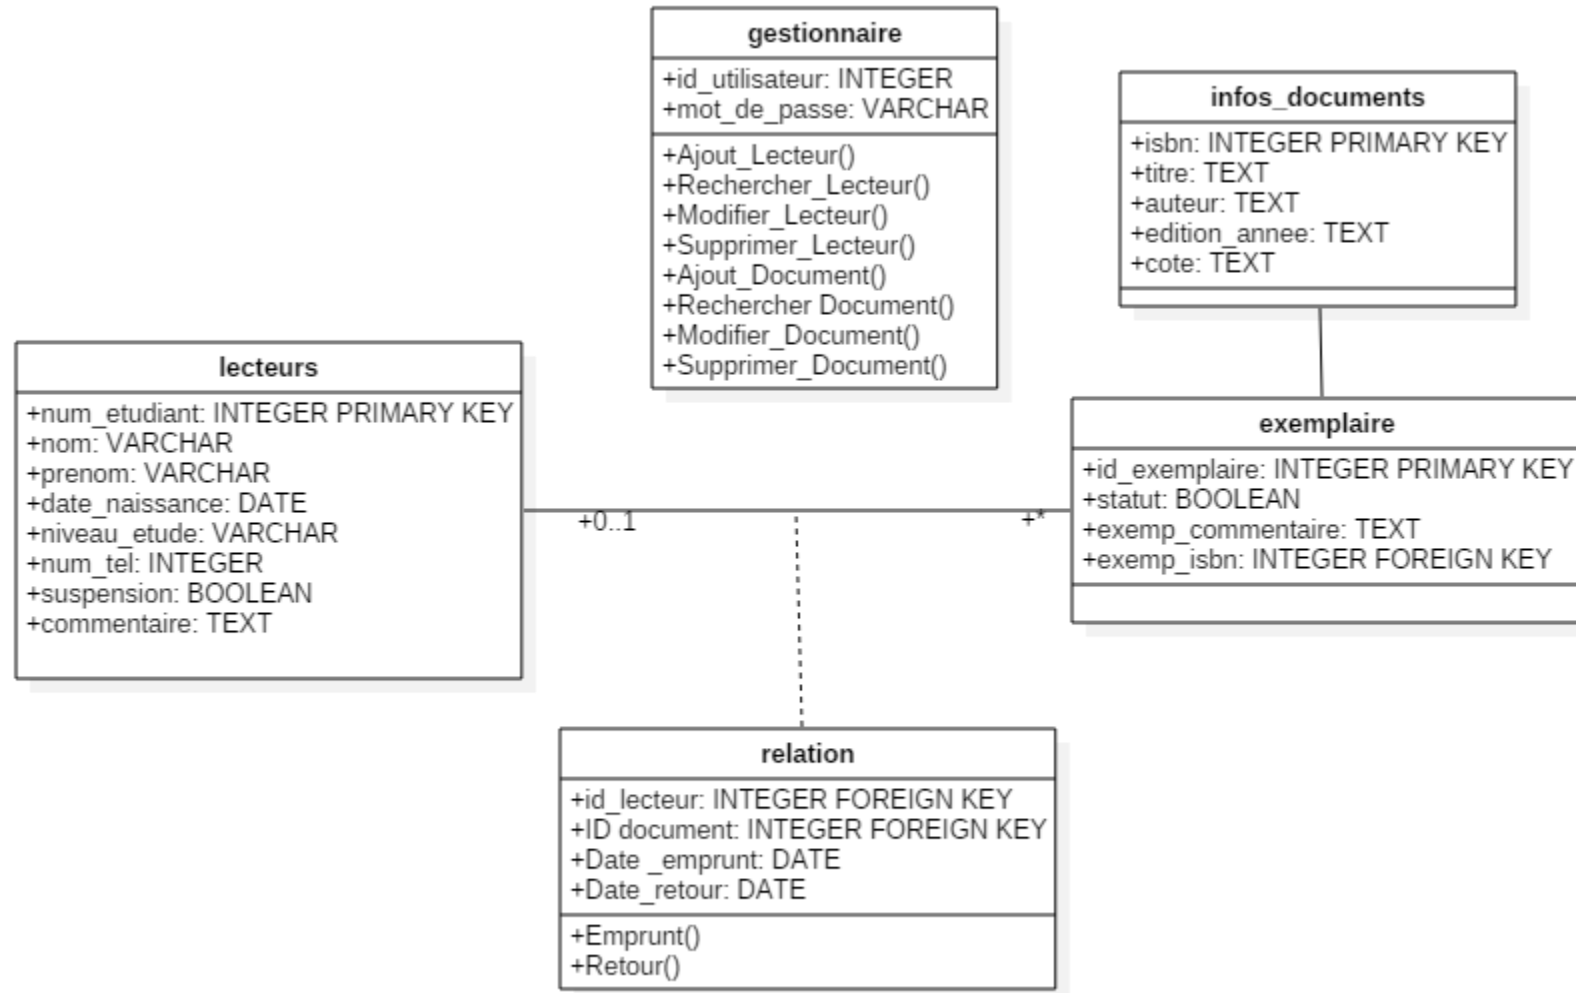 gestionnaire
+id_utilisateur: INTEGER
+mot_de_passe: VARCHAR
+Ajout_Lecteur()
+Rechercher_Lecteur()
+Modifier_Lecteur()
+Supprimer_Lecteur()
+Ajout_Document()
+Rechercher Document()
+Modifier_Document()
+Supprimer_Document()
infos_documents
+isbn: INTEGER PRIMARY KEY
+titre: TEXT
+auteur: TEXT
+edition_annee: TEXT
+cote: TEXT
lecteurs
+num_etudiant: INTEGER PRIMARY KEY
+nom: VARCHAR
+prenom: VARCHAR
+date_naissance: DATE
+niveau_etude: VARCHAR
+num_tel: INTEGER
+suspension: BOOLEAN
+commentaire: TEXT
+0..1
+*
exemplaire
+id_exemplaire: INTEGER PRIMARY KEY
+statut: BOOLEAN
+exemp_commentaire: TEXT
+exemp_isbn: INTEGER FOREIGN KEY
relation
+id_lecteur: INTEGER FOREIGN KEY
+ID document: INTEGER FOREIGN KEY
+Date _emprunt: DATE
+Date_retour: DATE
+Emprunt()
+Retour()